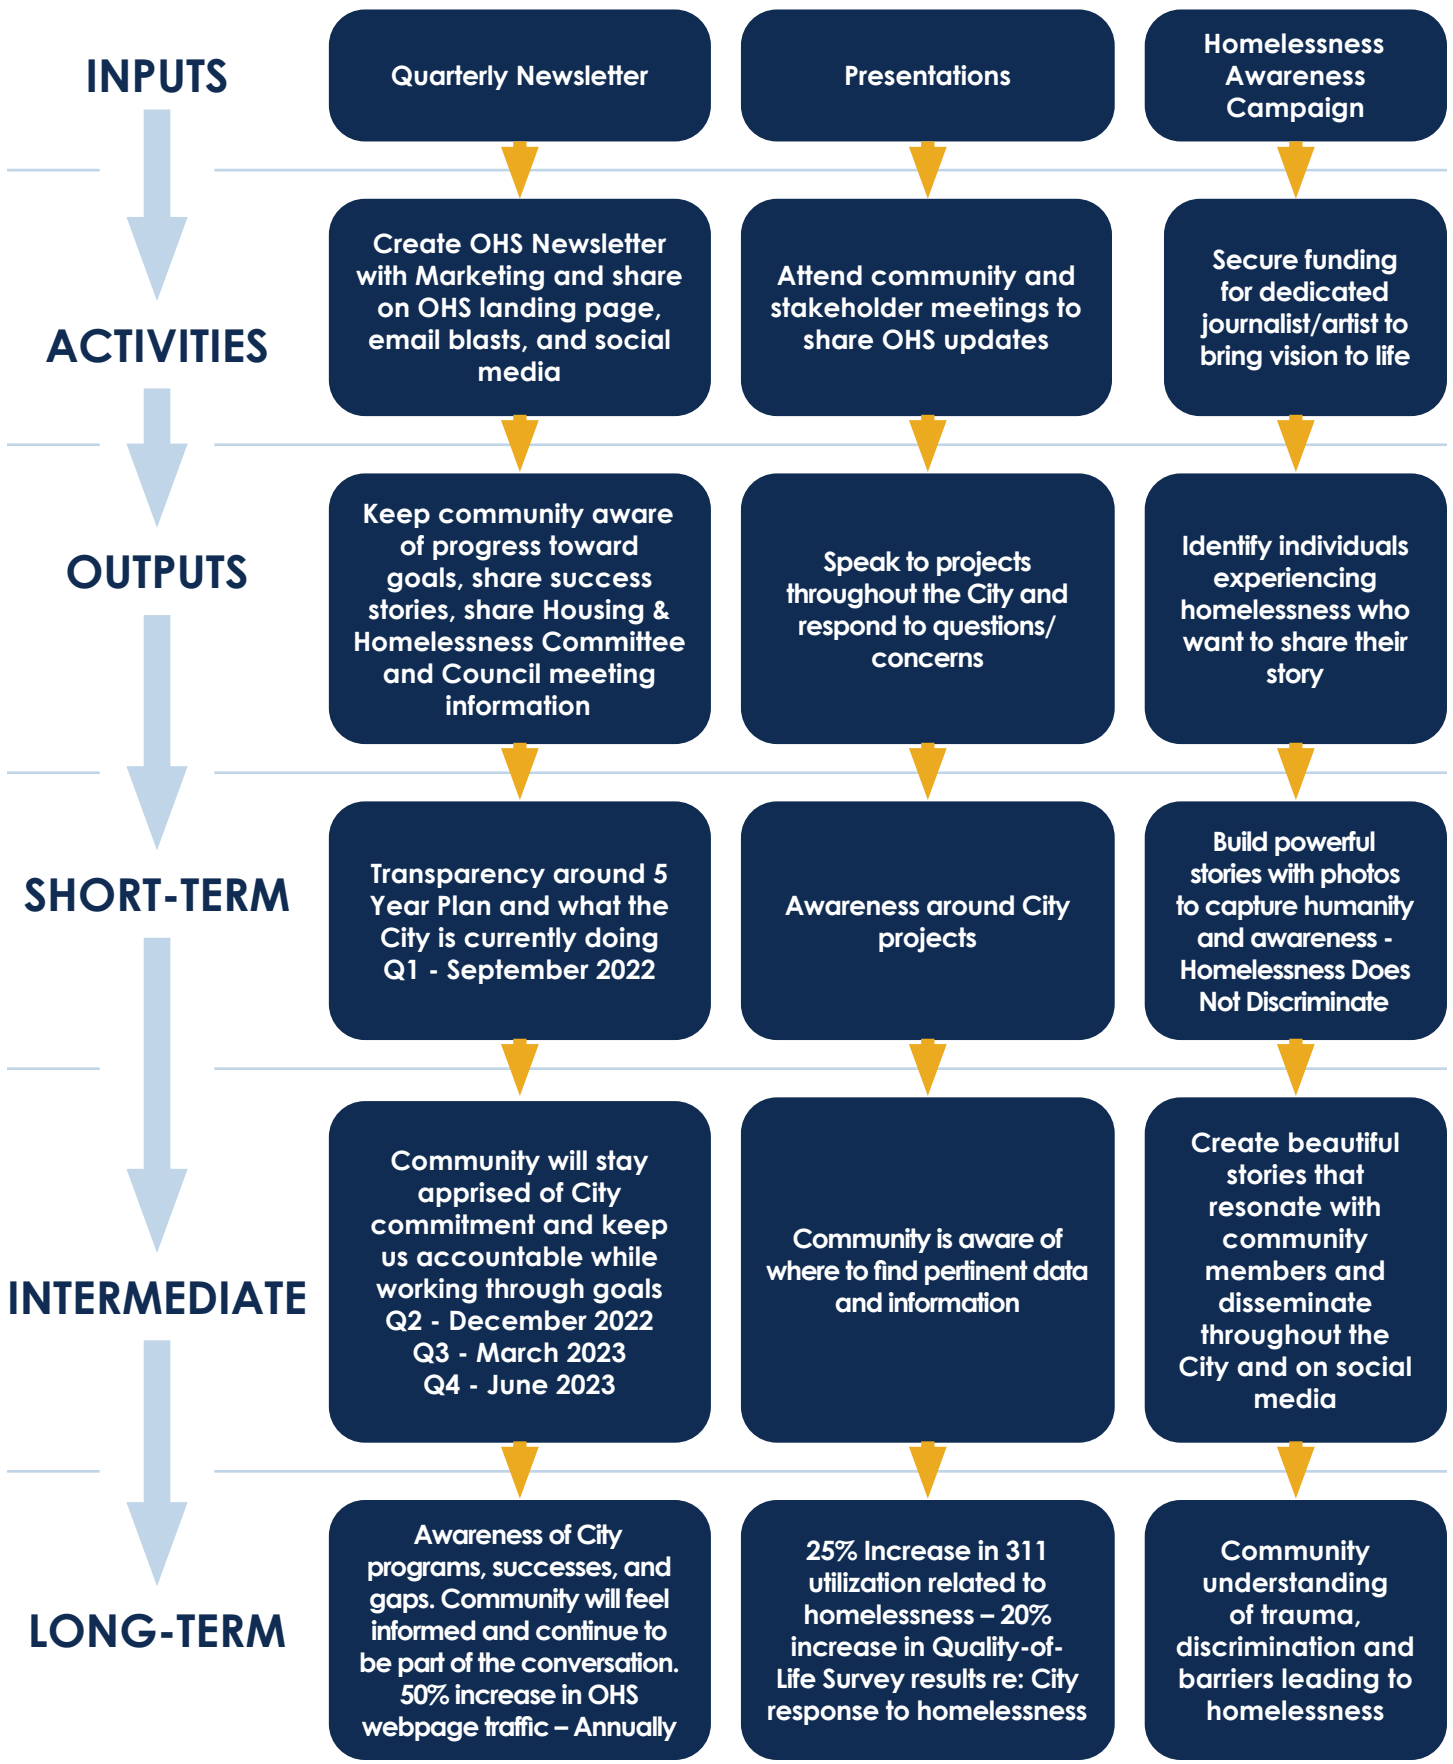 INPUTS
Quarterly Newsletter
Presentations
Homelessness
Awareness
Campaign
ACTIVITIES
Create OHS Newsletter
with Marketing and share
on OHS landing page,
email blasts, and social
media
Attend community and
stakeholder meetings to
share OHS updates
Secure funding
for dedicated
journalist/artist to
bring vision to life
OUTPUTS
Keep community aware
of progress toward
goals, share success
stories, share Housing &
Homelessness Committee
and Council meeting
information
Speak to projects
throughout the City and
respond to questions/
concerns
Identify individuals
experiencing
homelessness who
want to share their
story
SHORT-TERM
Transparency around 5
Year Plan and what the
City is currently doing
Q1 - September 2022
Awareness around City
projects
Build powerful
stories with photos
to capture humanity
and awareness -
Homelessness Does
Not Discriminate
INTERMEDIATE
Community will stay
apprised of City
commitment and keep
us accountable while
working through goals
Q2 - December 2022
Q3 - March 2023
Q4 - June 2023
Community is aware of
where to find pertinent data
and information
Create beautiful
stories that
resonate with
community
members and
disseminate
throughout the
City and on social
media
LONG-TERM
Awareness of City
programs, successes, and
gaps. Community will feel
informed and continue to
be part of the conversation.
50% increase in OHS
webpage traffic – Annually
25% Increase in 311
utilization related to
homelessness – 20%
increase in Quality-of-
Life Survey results re: City
response to homelessness
Community
understanding
of trauma,
discrimination and
barriers leading to
homelessness